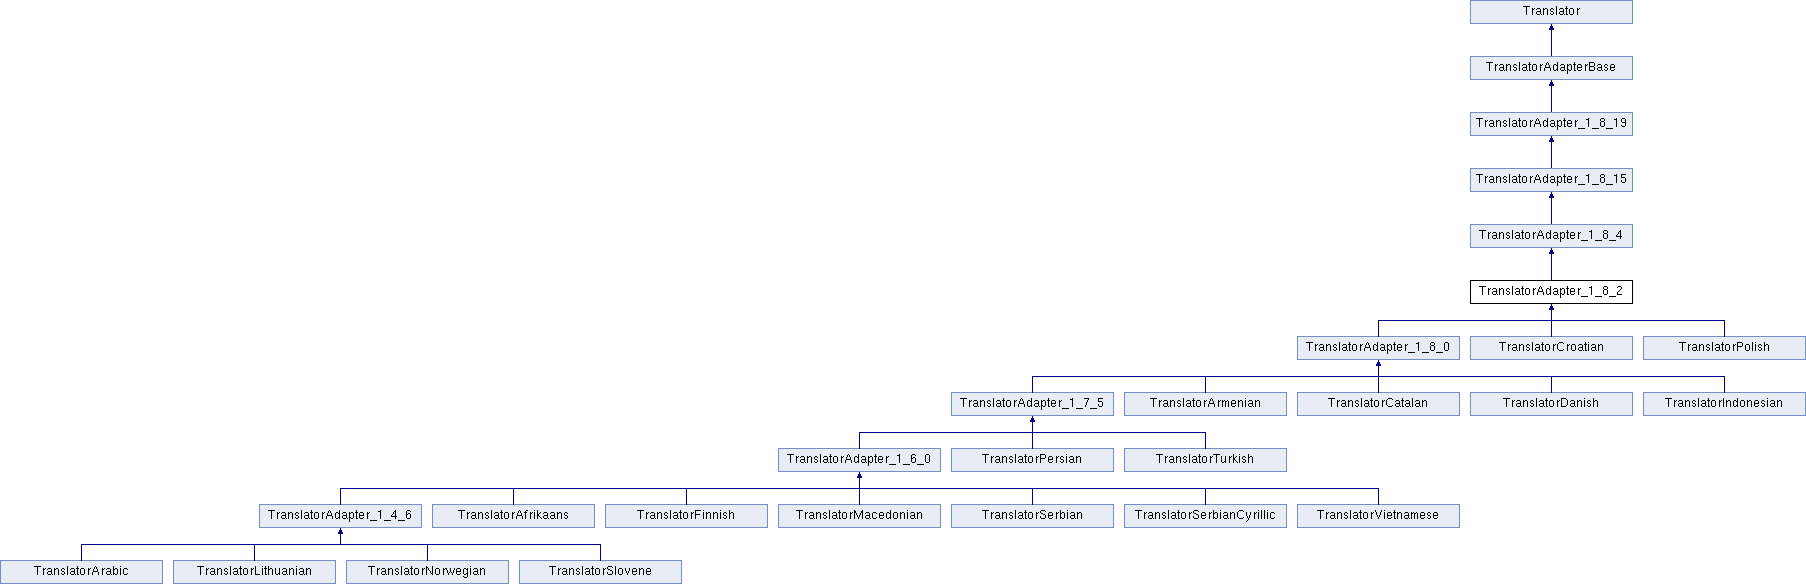 Translator
TranslatorAdapterBase
TranslatorAdapter_1_8_19
TranslatorAdapter_1_8_15
TranslatorAdapter_1_8_4
TranslatorAdapter_1_8_2
TranslatorAdapter_1_8_0 TranslatorCroatian TranslatorPolish
TranslatorAdapter_1_7_5 TranslatorArmenian TranslatorCatalan TranslatorDanish TranslatorIndonesian
TranslatorAdapter_1_6_0 TranslatorPersian TranslatorTurkish
TranslatorAdapter_1_4_6 TranslatorAfrikaans TranslatorFinnish TranslatorMacedonian TranslatorSerbian TranslatorSerbianCyrillic TranslatorVietnamese
TranslatorArabic TranslatorLithuanian TranslatorNorwegian TranslatorSlovene